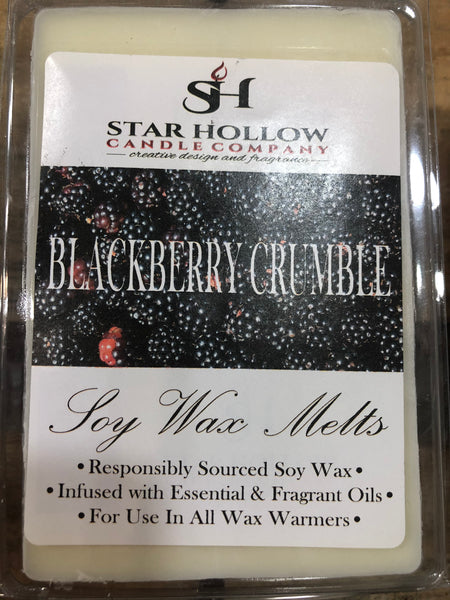 SH
STAR HOLLOW
CANDLE COMPANY
creative design and fragrance
BLACKBERRY CRUMBLE
Soy Wax Melts
• Responsibly Sourced Soy Wax •
• Infused with Essential & Fragrant Oils •
• For Use In All Wax Warmers •